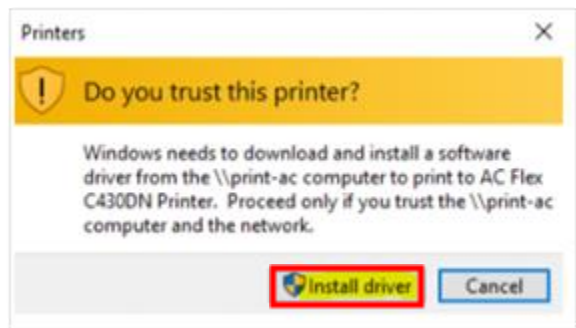 Printers
Do you trust this printer?
Windows needs to download and install a software
driver from the \\print-ac computer to print to AC Flex
C430DN Printer. Proceed only if you trust the \\print-ac
computer and the network.
Install driver Cancel